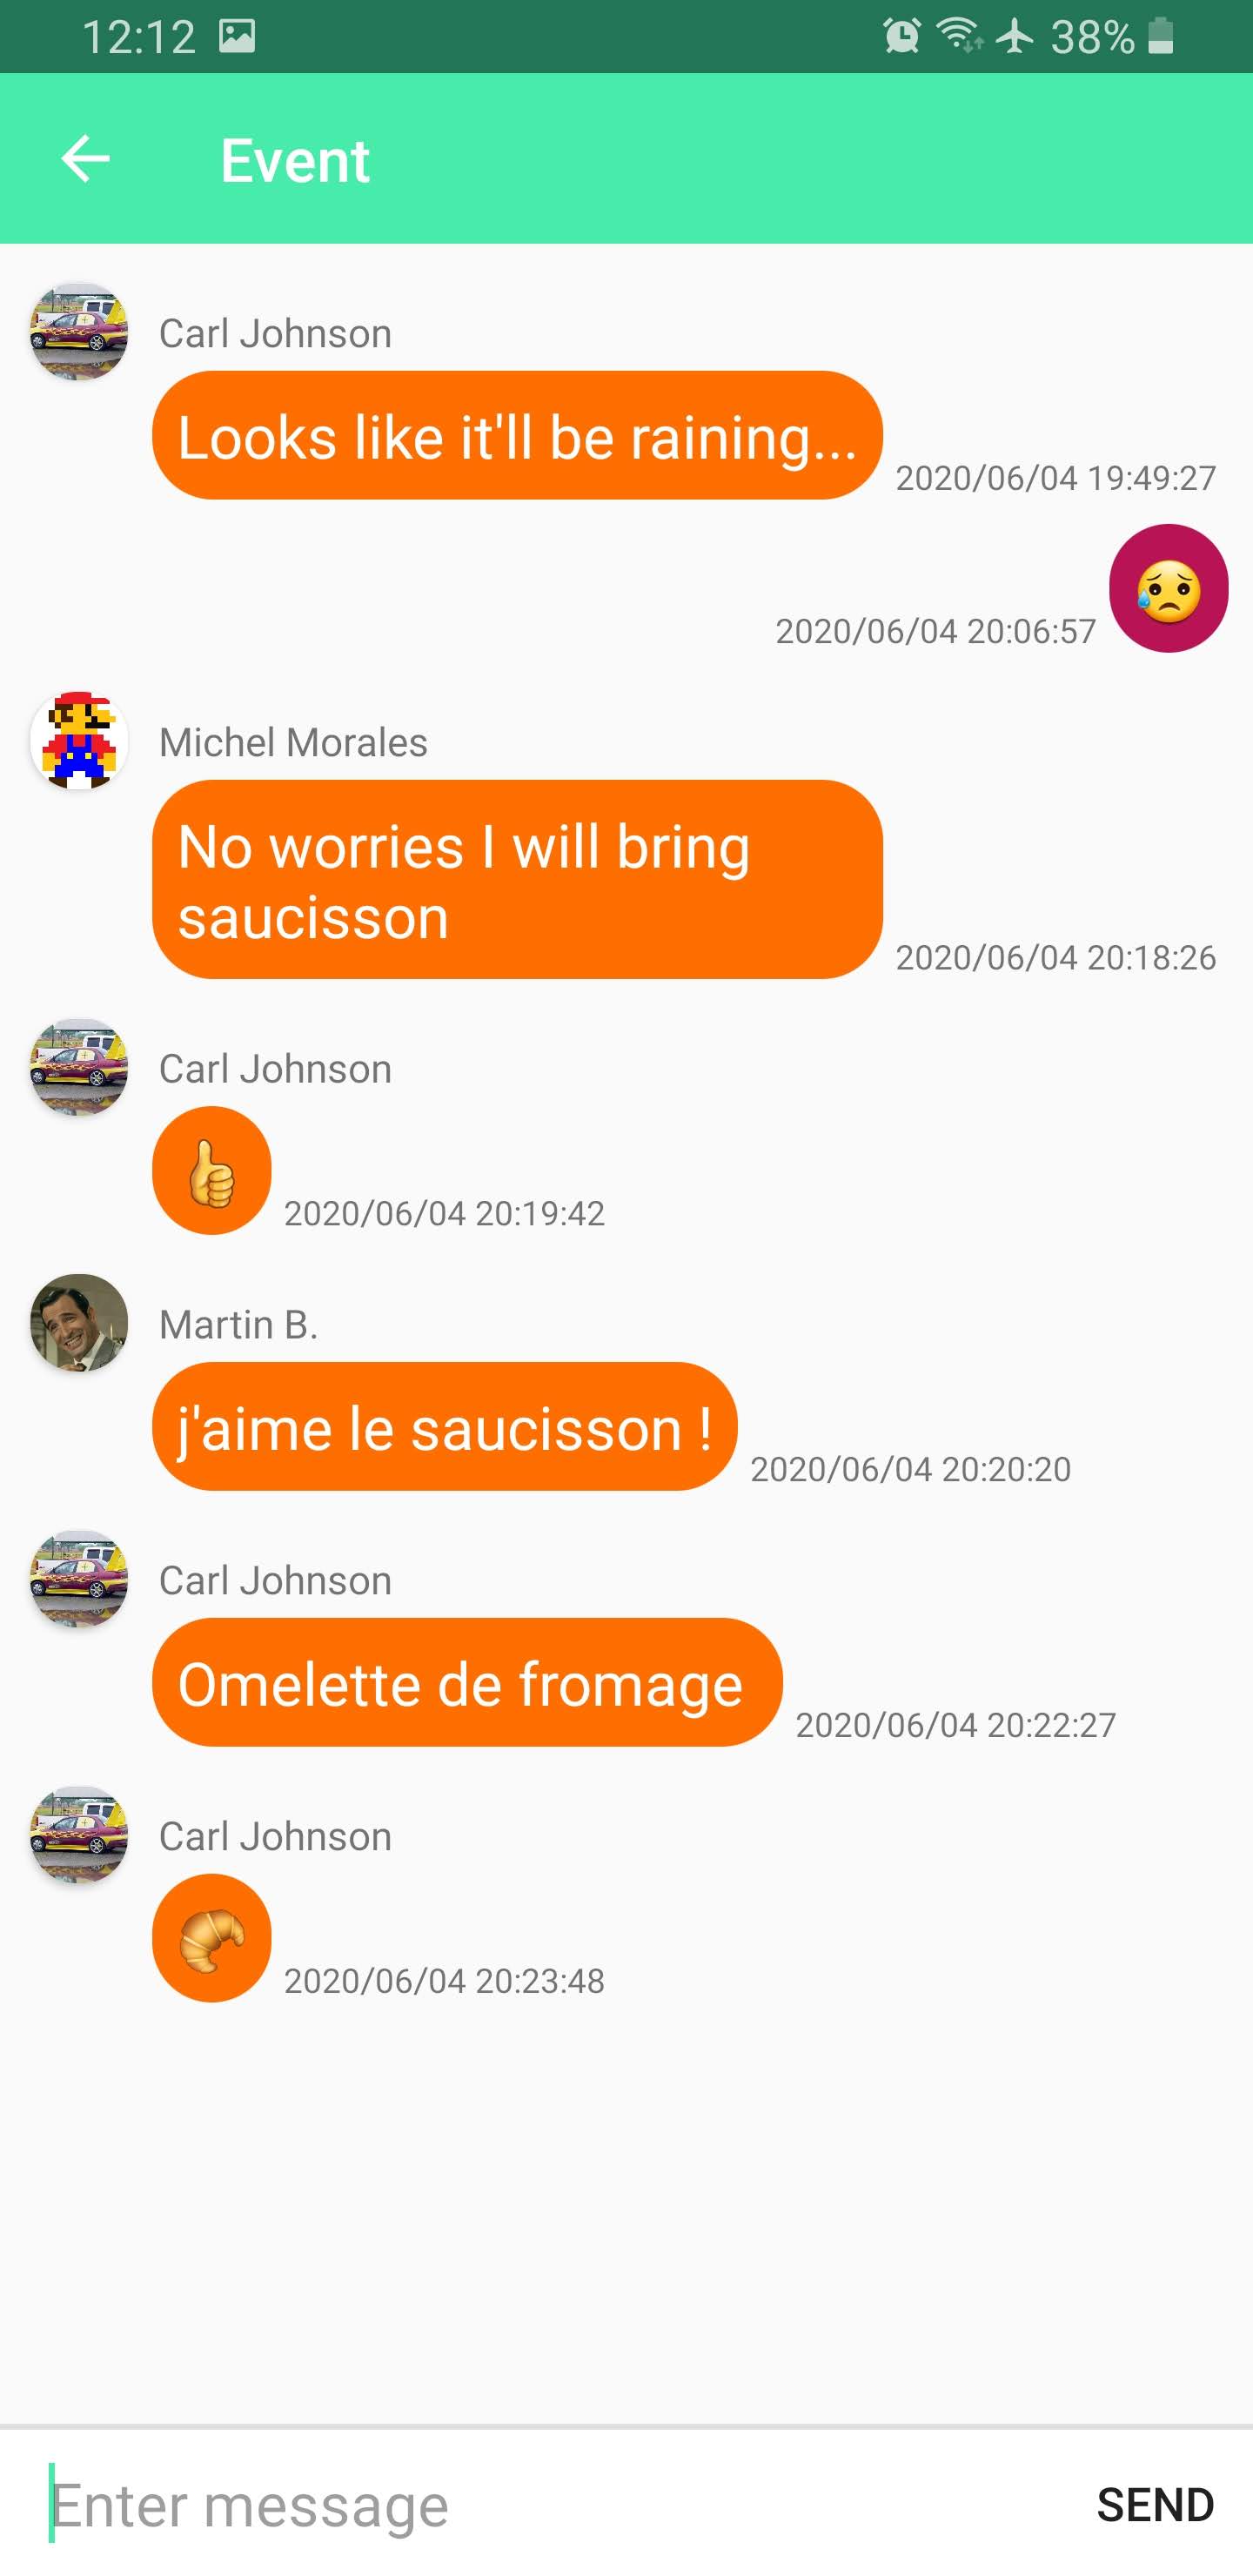 12:12 38%
Event
Carl Johnson
Looks like it'll be raining...
2020/06/04 19:49:27
😥
2020/06/04 20:06:57
Michel Morales
No worries I will bring
saucisson
2020/06/04 20:18:26
Carl Johnson
👍
2020/06/04 20:19:42
Martin B.
j'aime le saucisson !
2020/06/04 20:20:20
Carl Johnson
Omelette de fromage
2020/06/04 20:22:27
Carl Johnson
🥐
2020/06/04 20:23:48
Enter message SEND